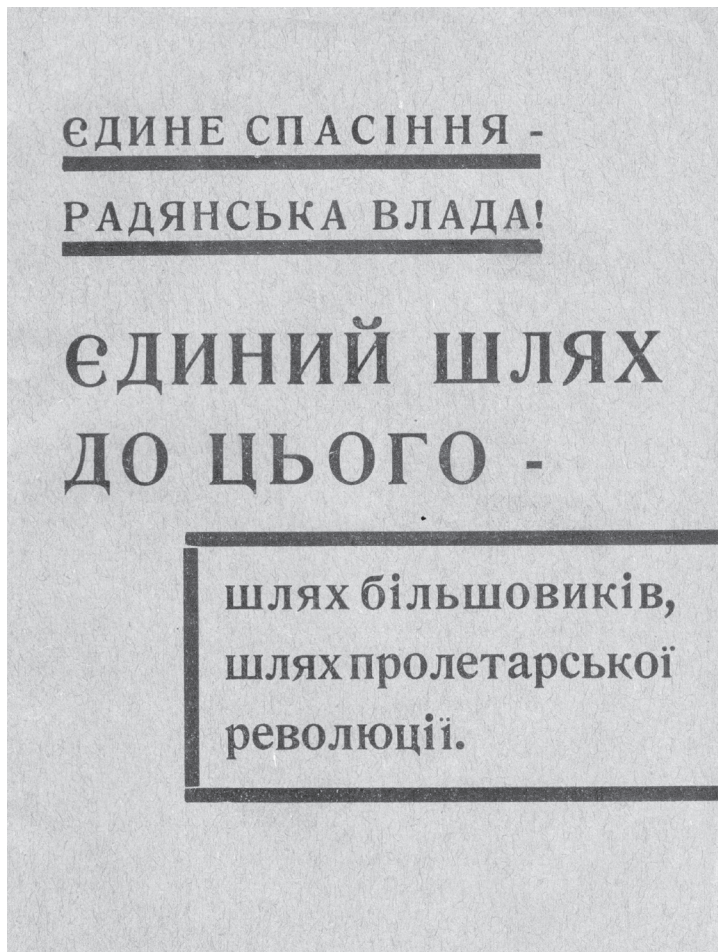 ЄДИНЕ СПАСІННЯ -
РАДЯНСЬКА ВЛАДА!
ЄДИНИЙ ШЛЯХ
ДО ЦЬОГО -
шлях більшовиків,
шлях пролетарської
революції.